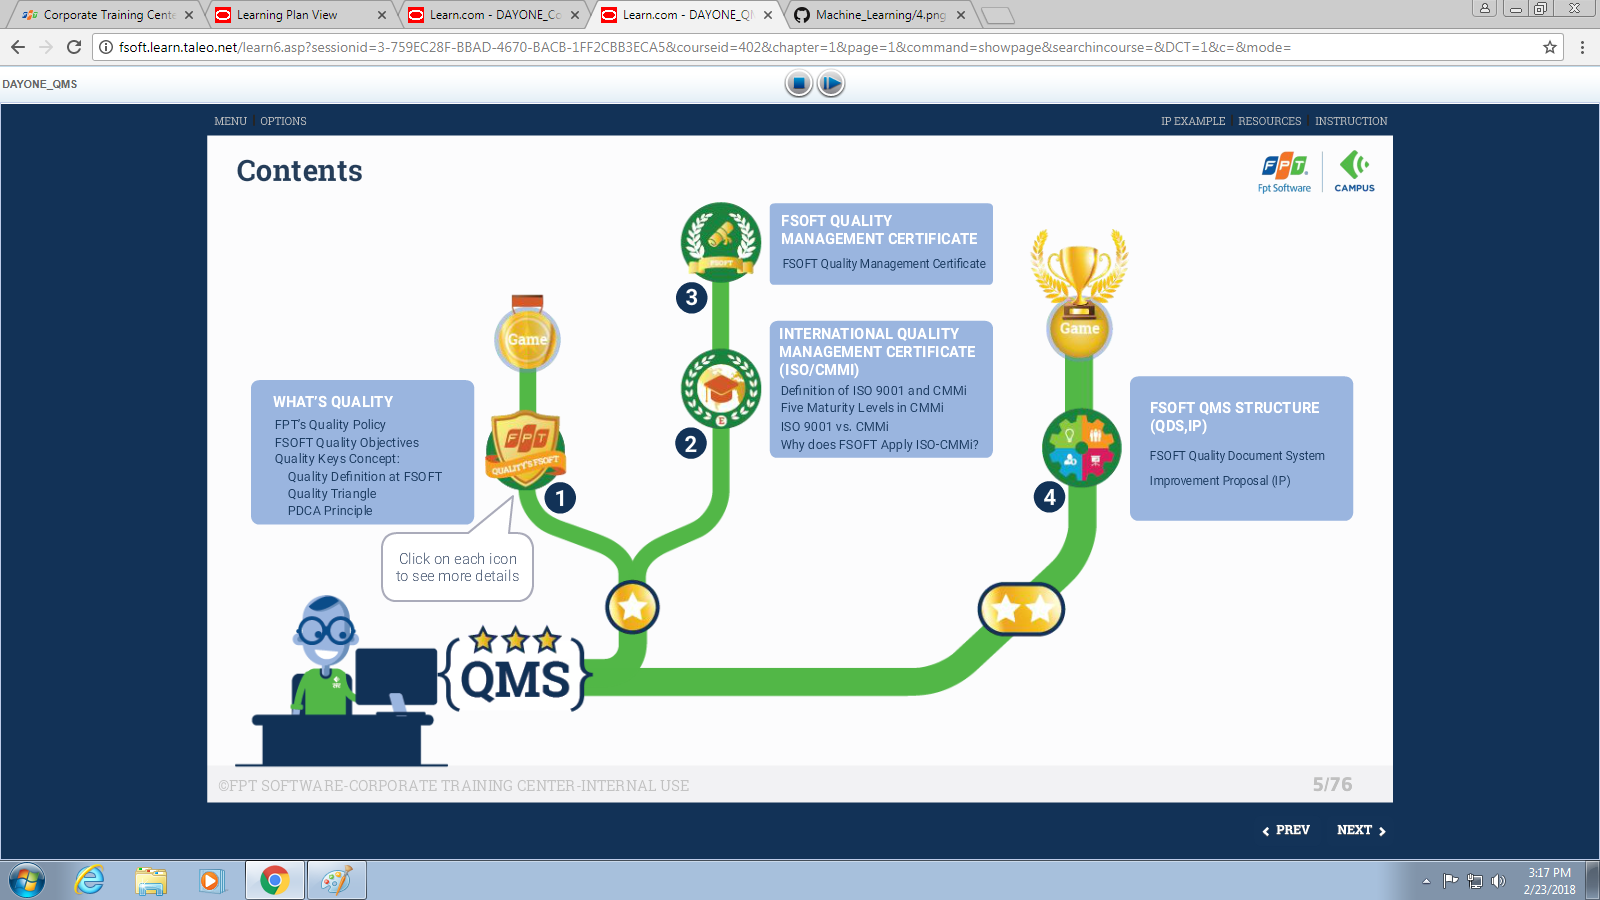 Corporate Training Cente
Learning Plan View
Learn.com - DAYONE_Co
Learn.com - DAYONE_QM
Machine_Learning/4.png
fsoft.learn.taleo.net/learn6.asp?sessionid=3-759EC28F-BBAD-4670-BACB-1FF2CBB3ECA5&courseid=402&chapter=1&page=1&command=showpage&searchincourse=&DCT=1&c=&mode=
DAYONE_QMS
MENU OPTIONS
IP EXAMPLE RESOURCES INSTRUCTION
Contents
FPT
Fpt Software
CAMPUS
FSOFT
3
FSOFT QUALITY
MANAGEMENT CERTIFICATE
FSOFT Quality Management Certificate
Game
Game
INTERNATIONAL QUALITY
MANAGEMENT CERTIFICATE
(ISO/CMMI)
Definition of ISO 9001 and CMMi
Five Maturity Levels in CMMi
ISO 9001 vs. CMMi
Why does FSOFT Apply ISO-CMMi?
E
2
WHAT'S QUALITY
FPT's Quality Policy
FSOFT Quality Objectives
Quality Keys Concept:
Quality Definition at FSOFT
Quality Triangle
PDCA Principle
FPT
QUALITY'S FSOFT
1
FSOFT QMS STRUCTURE
(QDS,IP)
FSOFT Quality Document System
Improvement Proposal (IP)
4
Click on each icon
to see more details
{QMS}
©FPT SOFTWARE-CORPORATE TRAINING CENTER-INTERNAL USE
5/76
PREV NEXT
3:17 PM
2/23/2018